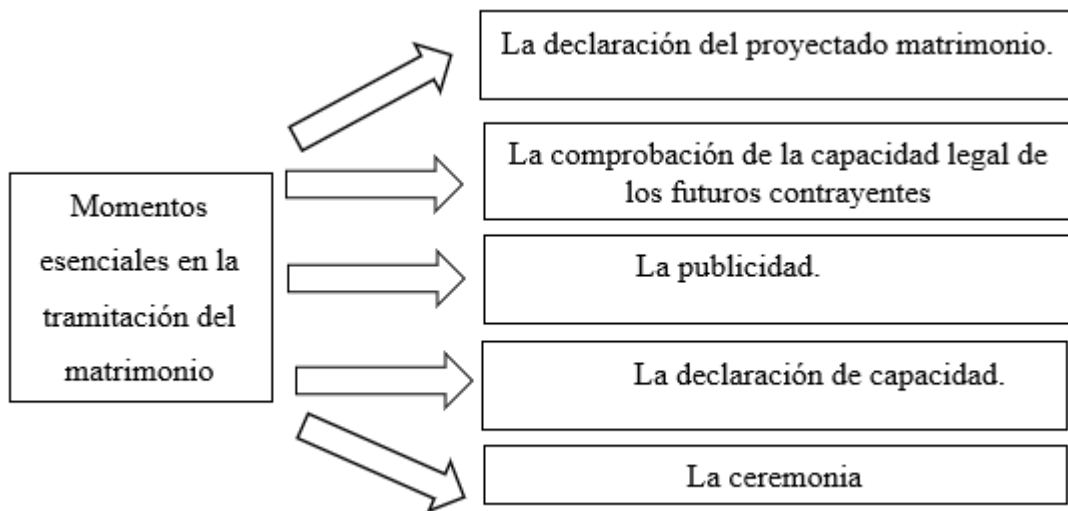 Momentos
esenciales en la
tramitación del
matrimonio
La declaración del proyectado matrimonio.
La comprobación de la capacidad legal de
los futuros contrayentes
La publicidad.
La declaración de capacidad.
La ceremonia